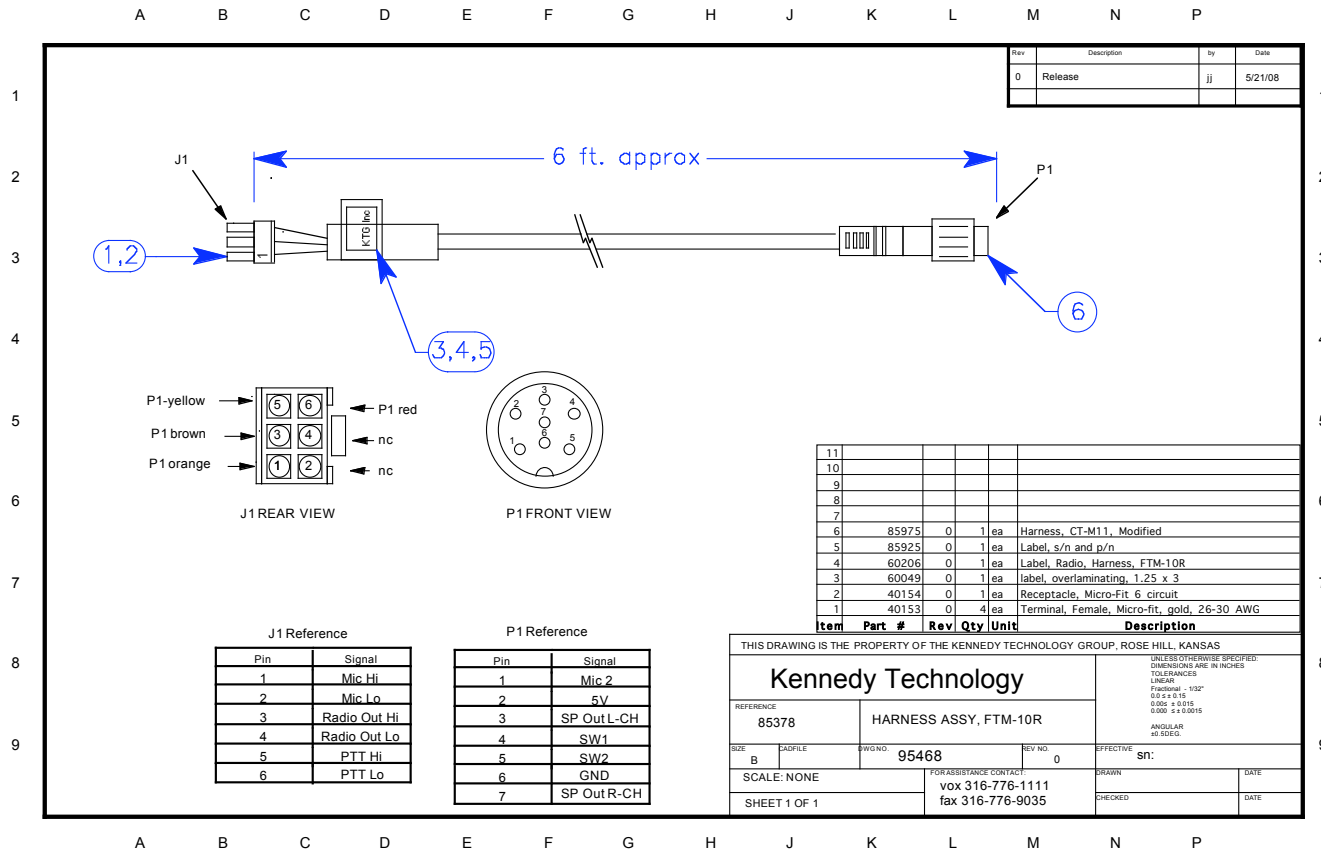 A B C D E F G H J K L M N P
Rev Description by Date
0 Release jj 5/21/08
1
2
3
4
5
6
7
8
9
J1
6 ft. approx
P1
1,2
1
KTG Inc
3,4,5
6
P1-yellow 5 6 P1 red
P1 brown 3 4 nc
P1 orange 1 2 nc
J1 REAR VIEW
3
2 4
7
6
1 5
P1 FRONT VIEW
11
10
9
8
7
6 85975 0 1 ea Harness, CT-M11, Modified
5 85925 0 1 ea Label, s/n and p/n
4 60206 0 1 ea Label, Radio, Harness, FTM-10R
3 60049 0 1 ea label, overlaminating, 1.25 x 3
2 40154 0 1 ea Receptacle, Micro-Fit 6 circuit
1 40153 0 4 ea Terminal, Female, Micro-fit, gold, 26-30 AWG
Item Part # Rev Qty Unit Description
J1 Reference
Pin Signal
1 Mic Hi
2 Mic Lo
3 Radio Out Hi
4 Radio Out Lo
5 PTT Hi
6 PTT Lo
P1 Reference
Pin Signal
1 Mic 2
2 5V
3 SP Out L-CH
4 SW1
5 SW2
6 GND
7 SP Out R-CH
THIS DRAWING IS THE PROPERTY OF THE KENNEDY TECHNOLOGY GROUP, ROSE HILL, KANSAS
Kennedy Technology
UNLESS OTHERWISE SPECIFIED:
DIMENSIONS ARE IN INCHES
TOLERANCES
LINEAR
Fractional - 1/32"
0.0 s ± 0.15
0.00s ± 0.015
0.000 s ± 0.0015
ANGULAR
±0.5DEG.
REFERENCE
85378
HARNESS ASSY, FTM-10R
SIZE
B
CADFILE
DWG NO.
95468
REV NO.
0
EFFECTIVE
sn:
SCALE: NONE
FOR ASSISTANCE CONTACT:
vox 316-776-1111
fax 316-776-9035
DRAWN DATE
SHEET 1 OF 1
CHECKED DATE
A B C D E F G H J K L M N P